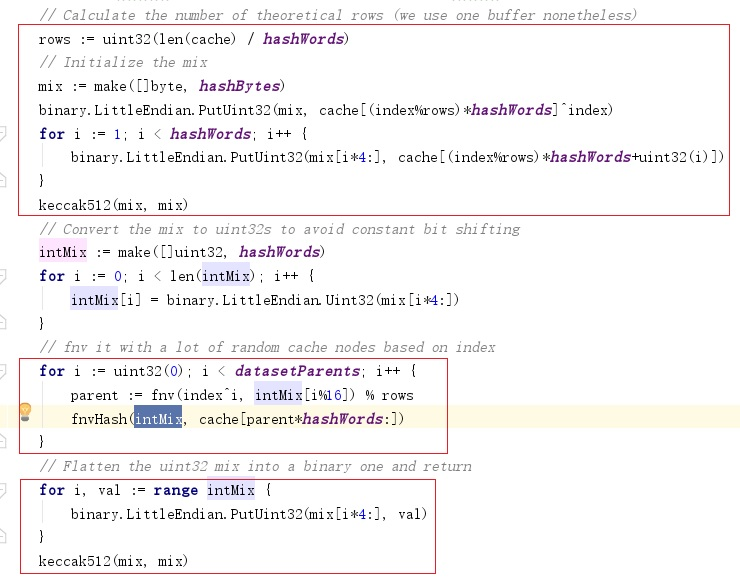 // Calculate the number of theoretical rows (we use one buffer nonetheless)
rows := uint32(len(cache) / hashWords)
// Initialize the mix
mix := make([]byte, hashBytes)
binary.LittleEndian.PutUint32(mix, cache[(index%rows)*hashWords]^index)
for i := 1; i < hashWords; i++ {
binary.LittleEndian.PutUint32(mix[i*4:], cache[(index%rows)*hashWords+uint32(i)])
}
keccak512(mix, mix)
// Convert the mix to uint32s to avoid constant bit shifting
intMix := make([]uint32, hashWords)
for i := 0; i < len(intMix); i++ {
intMix[i] = binary.LittleEndian.Uint32(mix[i*4:])
}
// fnv it with a lot of random cache nodes based on index
for i := uint32(0); i < datasetParents; i++ {
parent := fnv(index^i, intMix[i%16]) % rows
fnvHash(intMix, cache[parent*hashWords:])
}
// Flatten the uint32 mix into a binary one and return
for i, val := range intMix {
binary.LittleEndian.PutUint32(mix[i*4:], val)
}
keccak512(mix, mix)